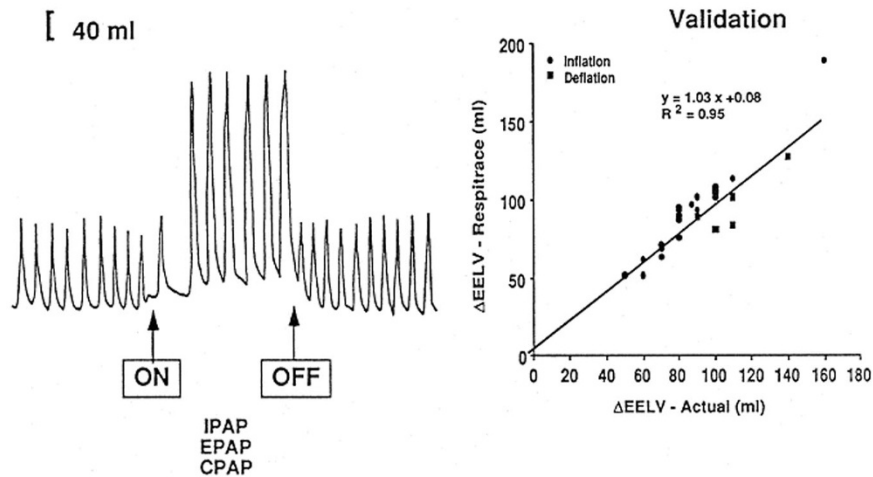 40 ml
ON
OFF
IPAP
EPAP
CPAP
Validation
Inflation
Deflation
y = 1.03 x +0.08
R 2 = 0.95
ΔEELV - Respitrace (ml)
200
150
100
50
0
0 20 40 60 80 100 120 140 160 180
ΔEELV - Actual (ml)